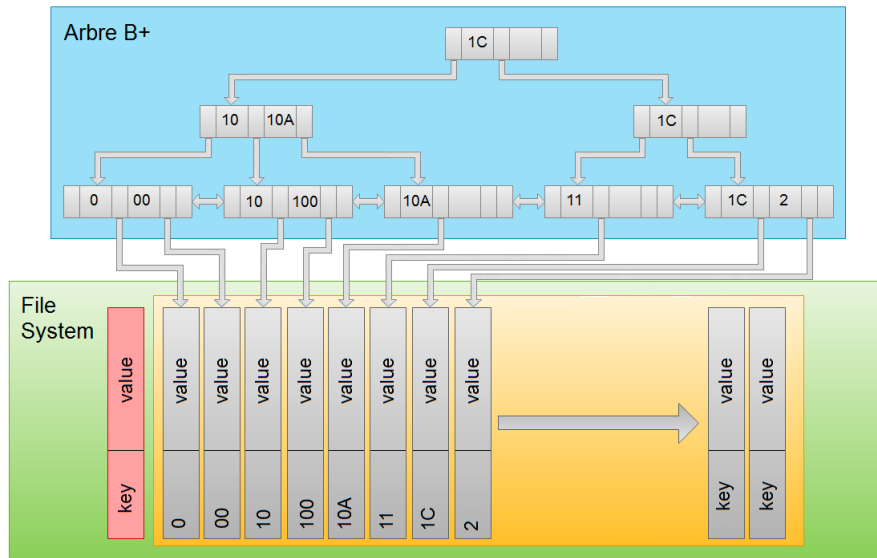 Arbre B+
1C
10 10A
1C
0 00
10 100
10A
11
1C 2
File
System
value
value
value
value
value
value
value
value
value
value
value
key
0
00
10
100
10A
11
1C
2
key
key